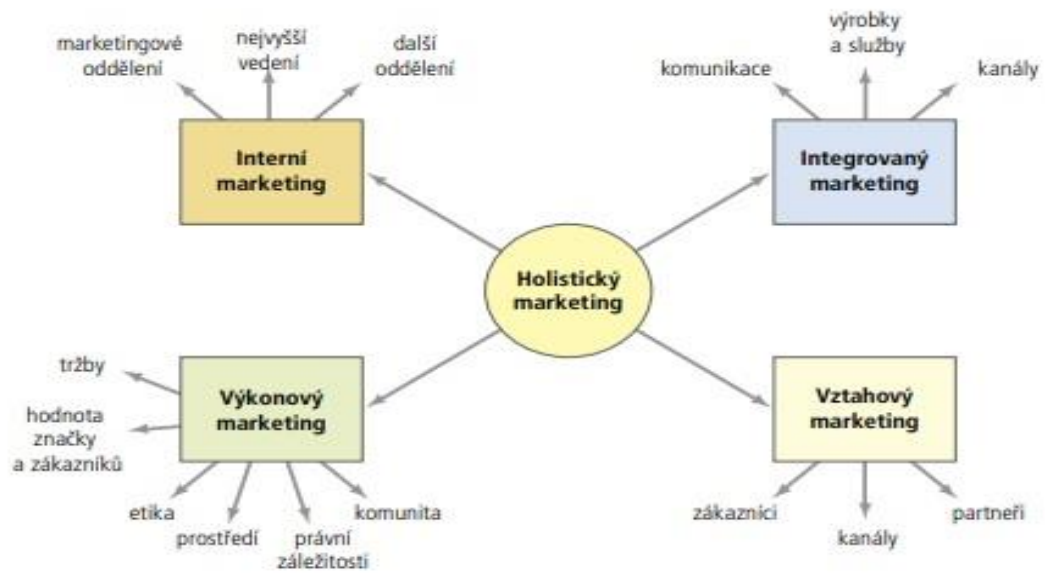 marketingové
oddělení
nejvyšší
vedení
další
oddělení
Interní
marketing
komunikace
výrobky
a služby
kanály
Integrovaný
marketing
Holistický
marketing
tržby
hodnota
značky
a zákazníků
Výkonový
marketing
etika
prostředí
právní
záležitosti
komunita
Vztahový
marketing
zákazníci
kanály
partneři